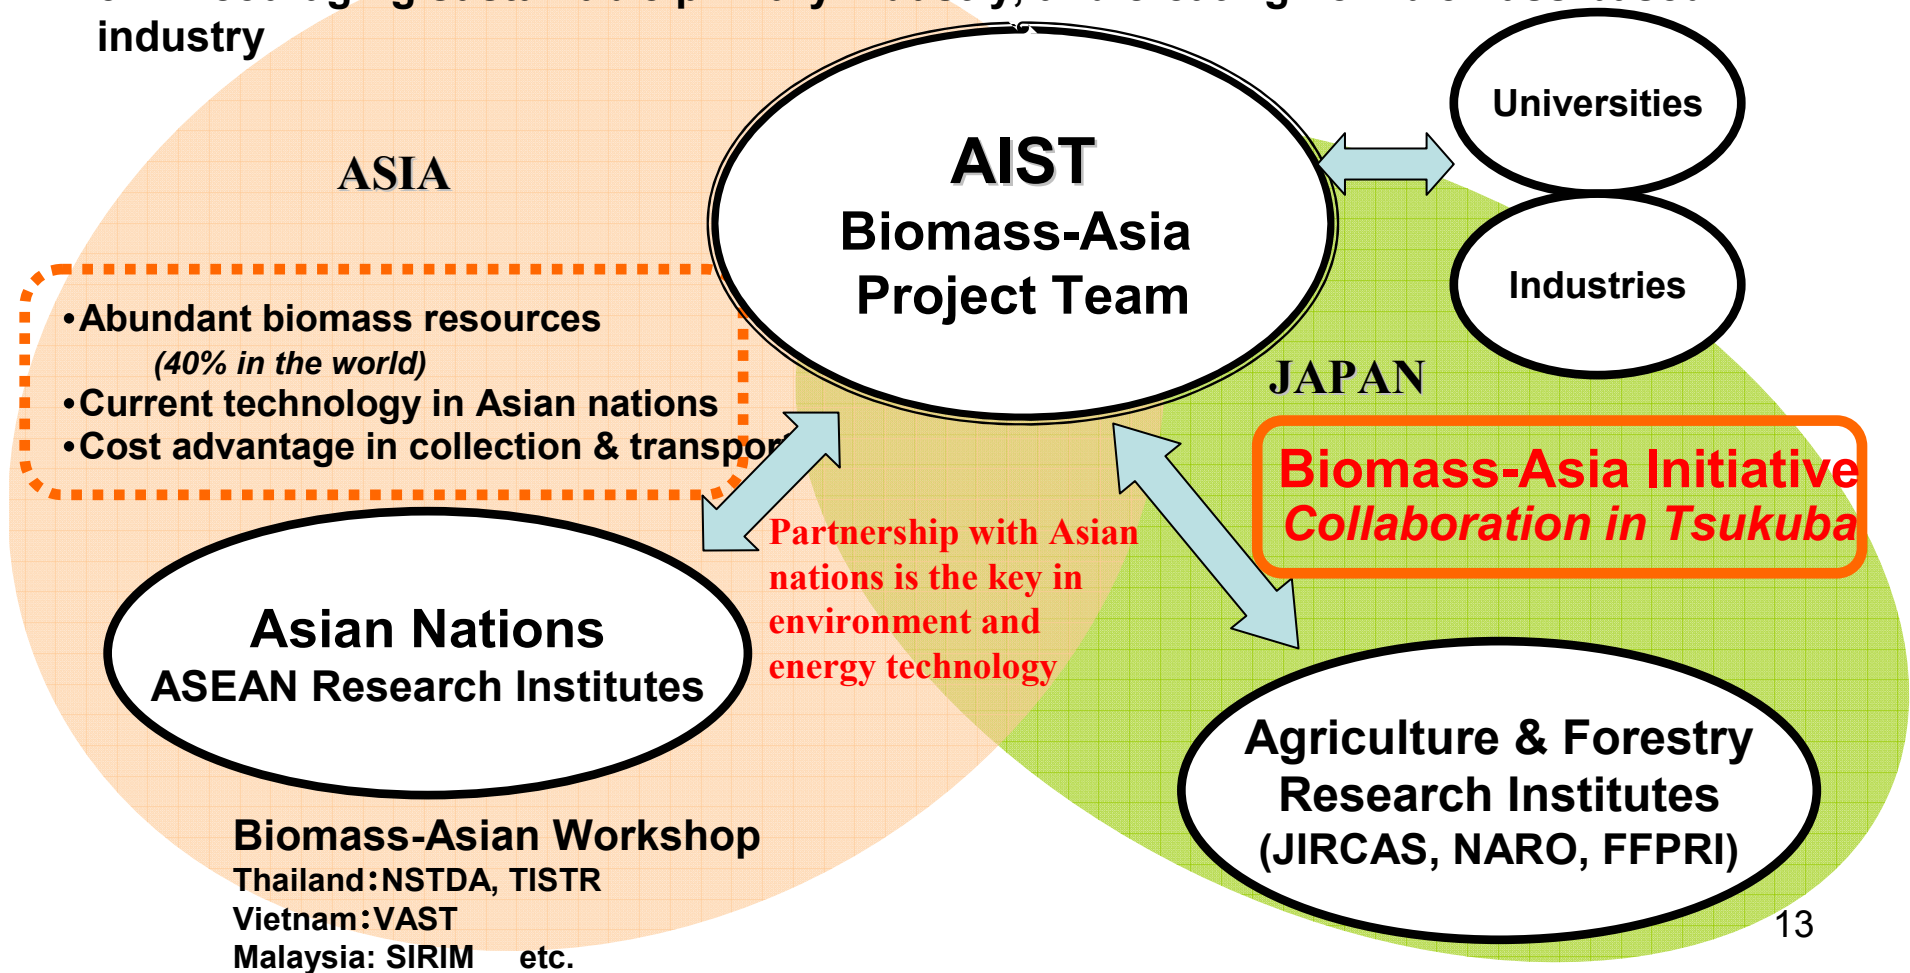 industry
ASIA
AIST
Biomass-Asia
Project Team
Universities
Industries
•Abundant biomass resources
(40% in the world)
•Current technology in Asian nations
•Cost advantage in collection & transpor
JAPAN
Biomass-Asia Initiative
Collaboration in Tsukuba
Partnership with Asian
nations is the key in
environment and
energy technology
Asian Nations
ASEAN Research Institutes
Agriculture & Forestry
Research Institutes
(JIRCAS, NARO, FFPRI)
Biomass-Asian Workshop
Thailand：NSTDA, TISTR
Vietnam：VAST
Malaysia: SIRIM etc.
13